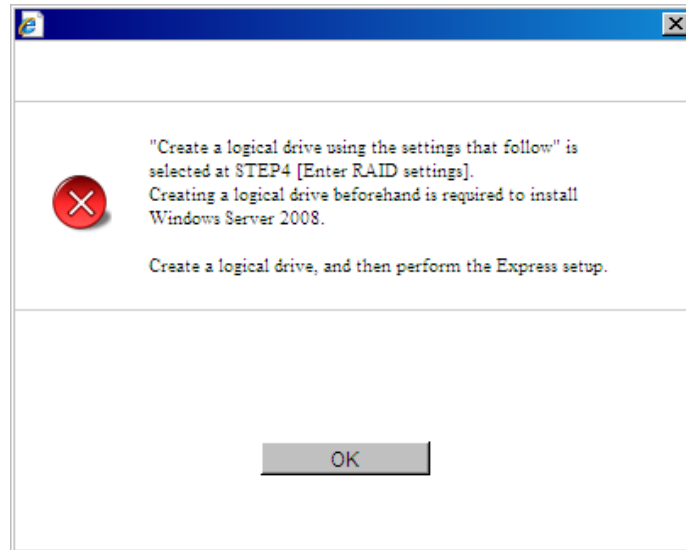 "Create a logical drive using the settings that follow" is
selected at STEP4 [Enter RAID settings].
Creating a logical drive beforehand is required to install
Windows Server 2008.
Create a logical drive, and then perform the Express setup.
OK